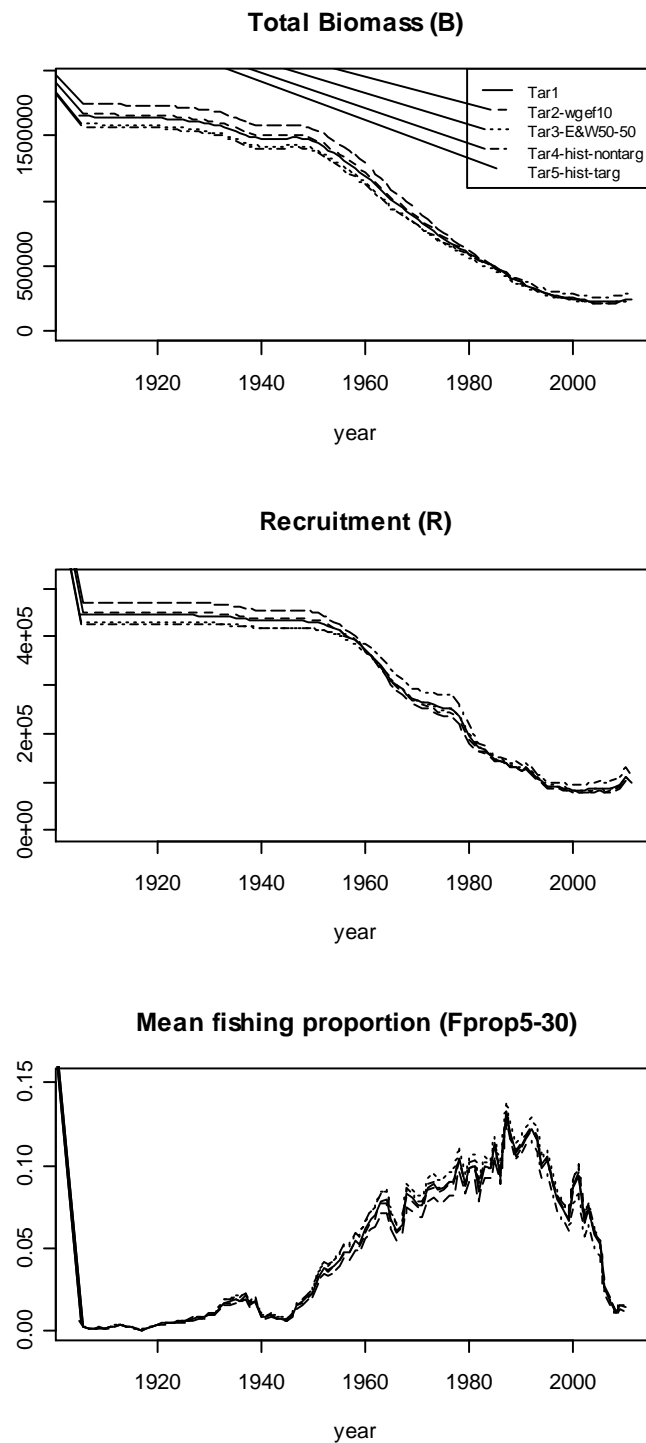 Total Biomass (B)
1500000
500000
0
Tar1
Tar2-wgef10
Tar3-E&W50-50
Tar4-hist-nontarg
Tar5-hist-targ
1920 1940 1960 1980 2000
year
Recruitment (R)
4e+05
2e+05
0e+00
1920 1940 1960 1980 2000
year
Mean fishing proportion (Fprop5-30)
0.15
0.10
0.05
0.00
1920 1940 1960 1980 2000
year